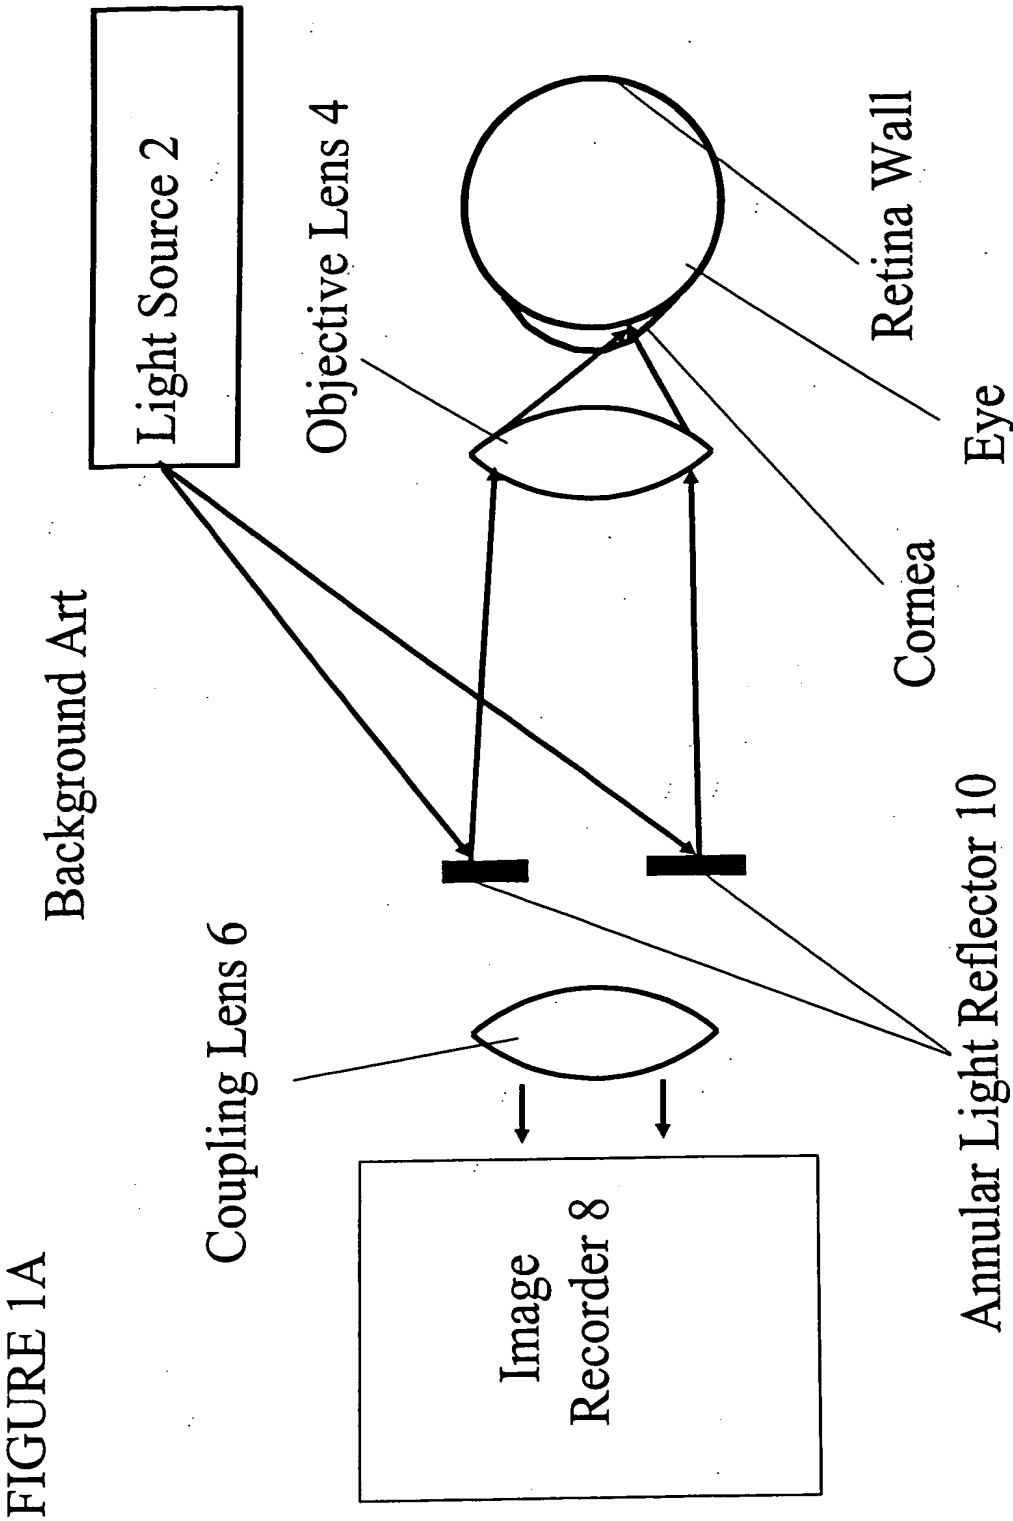 FIGURE 1A
Background Art
Light Source 2
Coupling Lens 6
Objective Lens 4
Image
Recorder 8
Annular Light Reflector 10
Cornea
Eye
Retina Wall